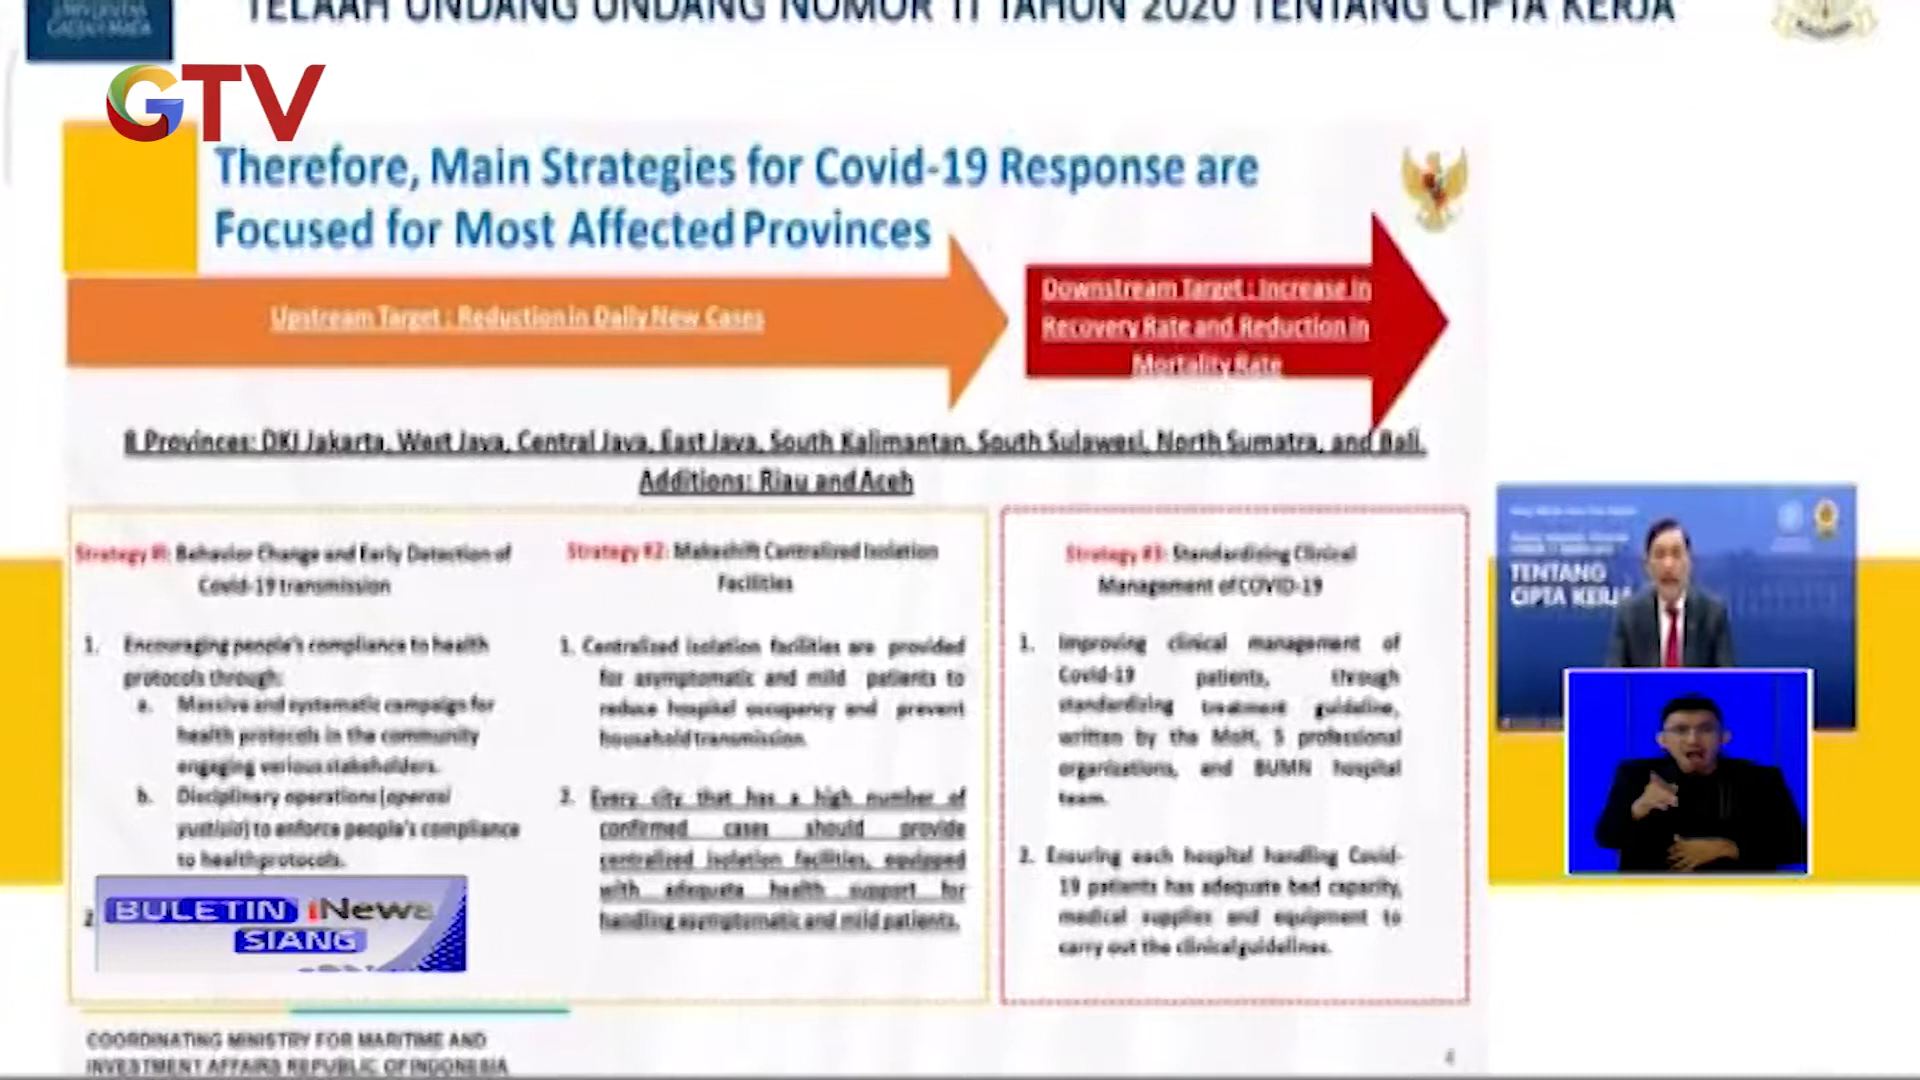 TELAAH UNDANG UNDANG NOMOR 11 TAHUN 2020 TENTANG CIPTA KERJA
UNIVERSITAS
GADJAH MADA
GTV
Therefore, Main Strategies for Covid-19 Response are
Focused for Most Affected Provinces
Upstream Target : Reduction in Daily New Cases
Downstream Target : Increase in
Recovery Rate and Reduction in
Mortality Rate
8 Provinces: DKI Jakarta, West Java, Central Java, East Java, South Kalimantan, South Sulawesi, North Sumatra, and Bali.
Additions: Riau and Aceh
Strategy #1: Behavior Change and Early Detection of
Covid-19 transmission
1. Encouraging people's compliance to health
protocols through:
a. Massive and systematic campaign for
health protocols in the community
engaging various stakeholders.
b. Disciplinary operations (operasi
yustisia) to enforce people's compliance
to health protocols.
2
Strategy #2: Makeshift Centralized Isolation
Facilities
1. Centralized isolation facilities are provided
for asymptomatic and mild patients to
reduce hospital occupancy and prevent
household transmission.
2. Every city that has a high number of
confirmed cases should provide
centralized isolation facilities, equipped
with adequate health support for
handling asymptomatic and mild patients.
Strategy #3: Standardizing Clinical
Management of COVID-19
1. Improving clinical management of
Covid-19 patients, through
standardizing treatment guideline,
written by the MoH, 5 professional
organizations, and BUMN hospital
team.
2. Ensuring each hospital handling Covid-
19 patients has adequate bed capacity,
medical supplies and equipment to
carry out the clinical guidelines.
TENTANG
CIPTA KERJA
BULETIN iNews
SIANG
COORDINATING MINISTRY FOR MARITIME AND
INVESTMENT AFFAIRS REPUBLIC OF INDONESIA
4